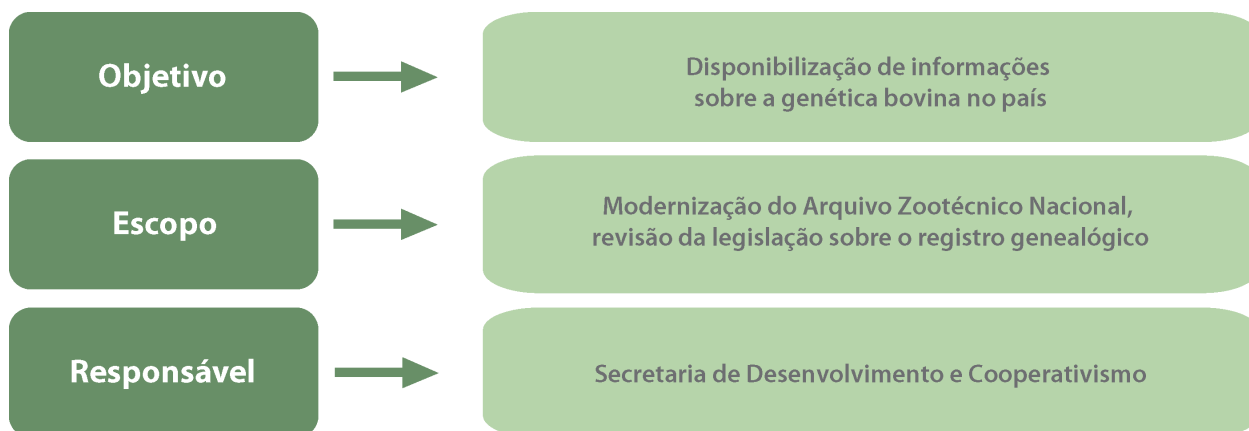 Objetivo
Disponibilização de informações
sobre a genética bovina no país
Escopo
Modernização do Arquivo Zootécnico Nacional,
revisão da legislação sobre o registro genealógico
Responsável
Secretaria de Desenvolvimento e Cooperativismo